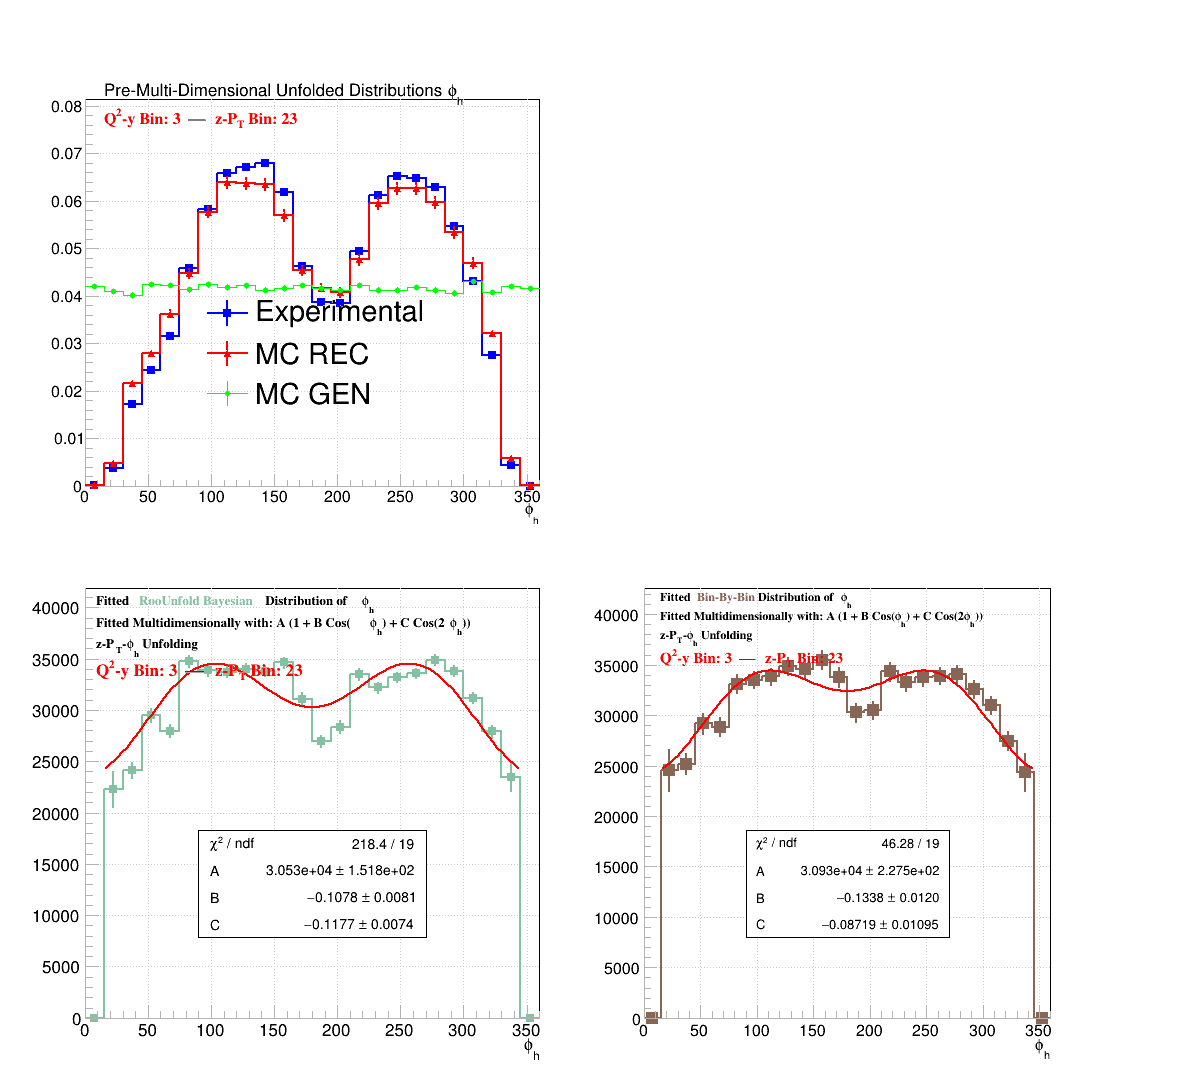 Pre-Multi-Dimensional Unfolded Distributions ϕh
Q2-y Bin: 3 — z-PT Bin: 23
0.08
0.07
0.06
0.05
0.04
0.03
0.02
0.01
0
Experimental
MC REC
MC GEN
0 50 100 150 200 250 300 350
ϕh
Fitted RooUnfold Bayesian Distribution of ϕh
Fitted Multidimensionally with: A (1 + B Cos( ϕh) + C Cos(2 ϕh))
z-PT-ϕh Unfolding
Q2-y Bin: 3 — z-PT Bin: 23
40000
35000
30000
25000
20000
15000
10000
5000
0
χ2 / ndf 218.4 / 19
A 3.053e+04 ± 1.518e+02
B −0.1078 ± 0.0081
C −0.1177 ± 0.0074
0 50 100 150 200 250 300 350
ϕh
Fitted Bin-By-Bin Distribution of ϕh
Fitted Multidimensionally with: A (1 + B Cos(ϕh) + C Cos(2ϕh))
z-PT-ϕh Unfolding
Q2-y Bin: 3 — z-PT Bin: 23
40000
35000
30000
25000
20000
15000
10000
5000
0
χ2 / ndf 46.28 / 19
A 3.093e+04 ± 2.275e+02
B −0.1338 ± 0.0120
C −0.08719 ± 0.01095
0 50 100 150 200 250 300 350
ϕh